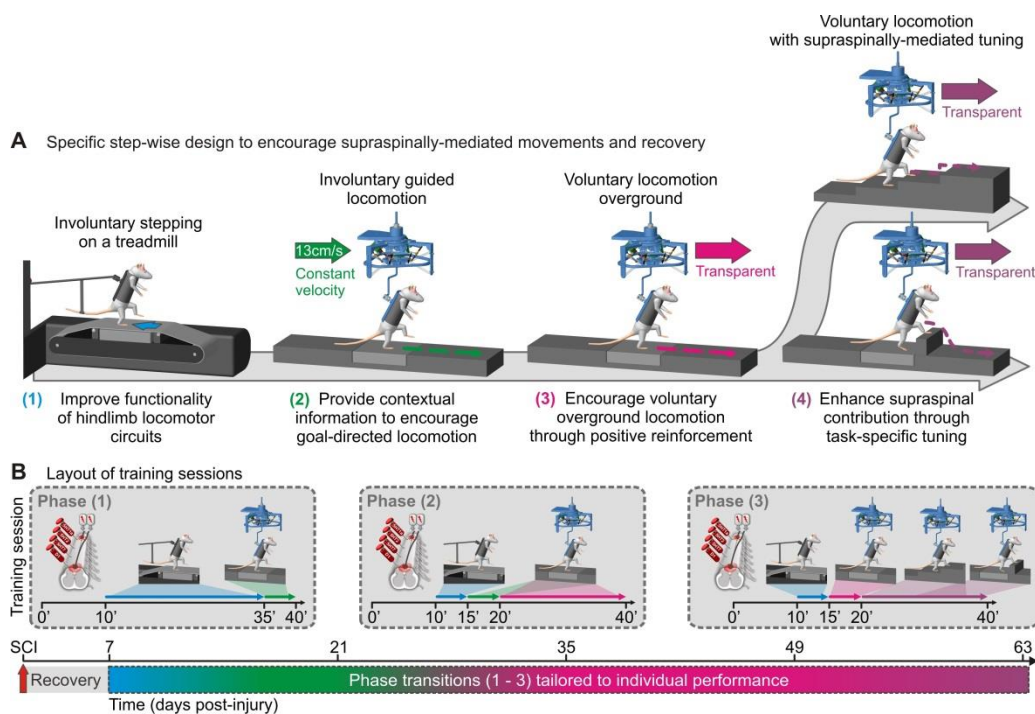 Voluntary locomotion
with supraspinally-mediated tuning
Transparent
A Specific step-wise design to encourage supraspinally-mediated movements and recovery
Involuntary stepping
on a treadmill
Involuntary guided
locomotion
13cm/s
Constant
velocity
Voluntary locomotion
overground
Transparent
Transparent
(1) Improve functionality
of hindlimb locomotor
circuits
(2) Provide contextual
information to encourage
goal-directed locomotion
(3) Encourage voluntary
overground locomotion
through positive reinforcement
(4) Enhance supraspinal
contribution through
task-specific tuning
B Layout of training sessions
Training session
Phase (1)
0' 10' 35' 40'
Phase (2)
0' 10' 15' 20' 40'
Phase (3)
0' 10' 15' 20' 40'
SCI 7 21 35 49 63
Recovery
Phase transitions (1 - 3) tailored to individual performance
Time (days post-injury)